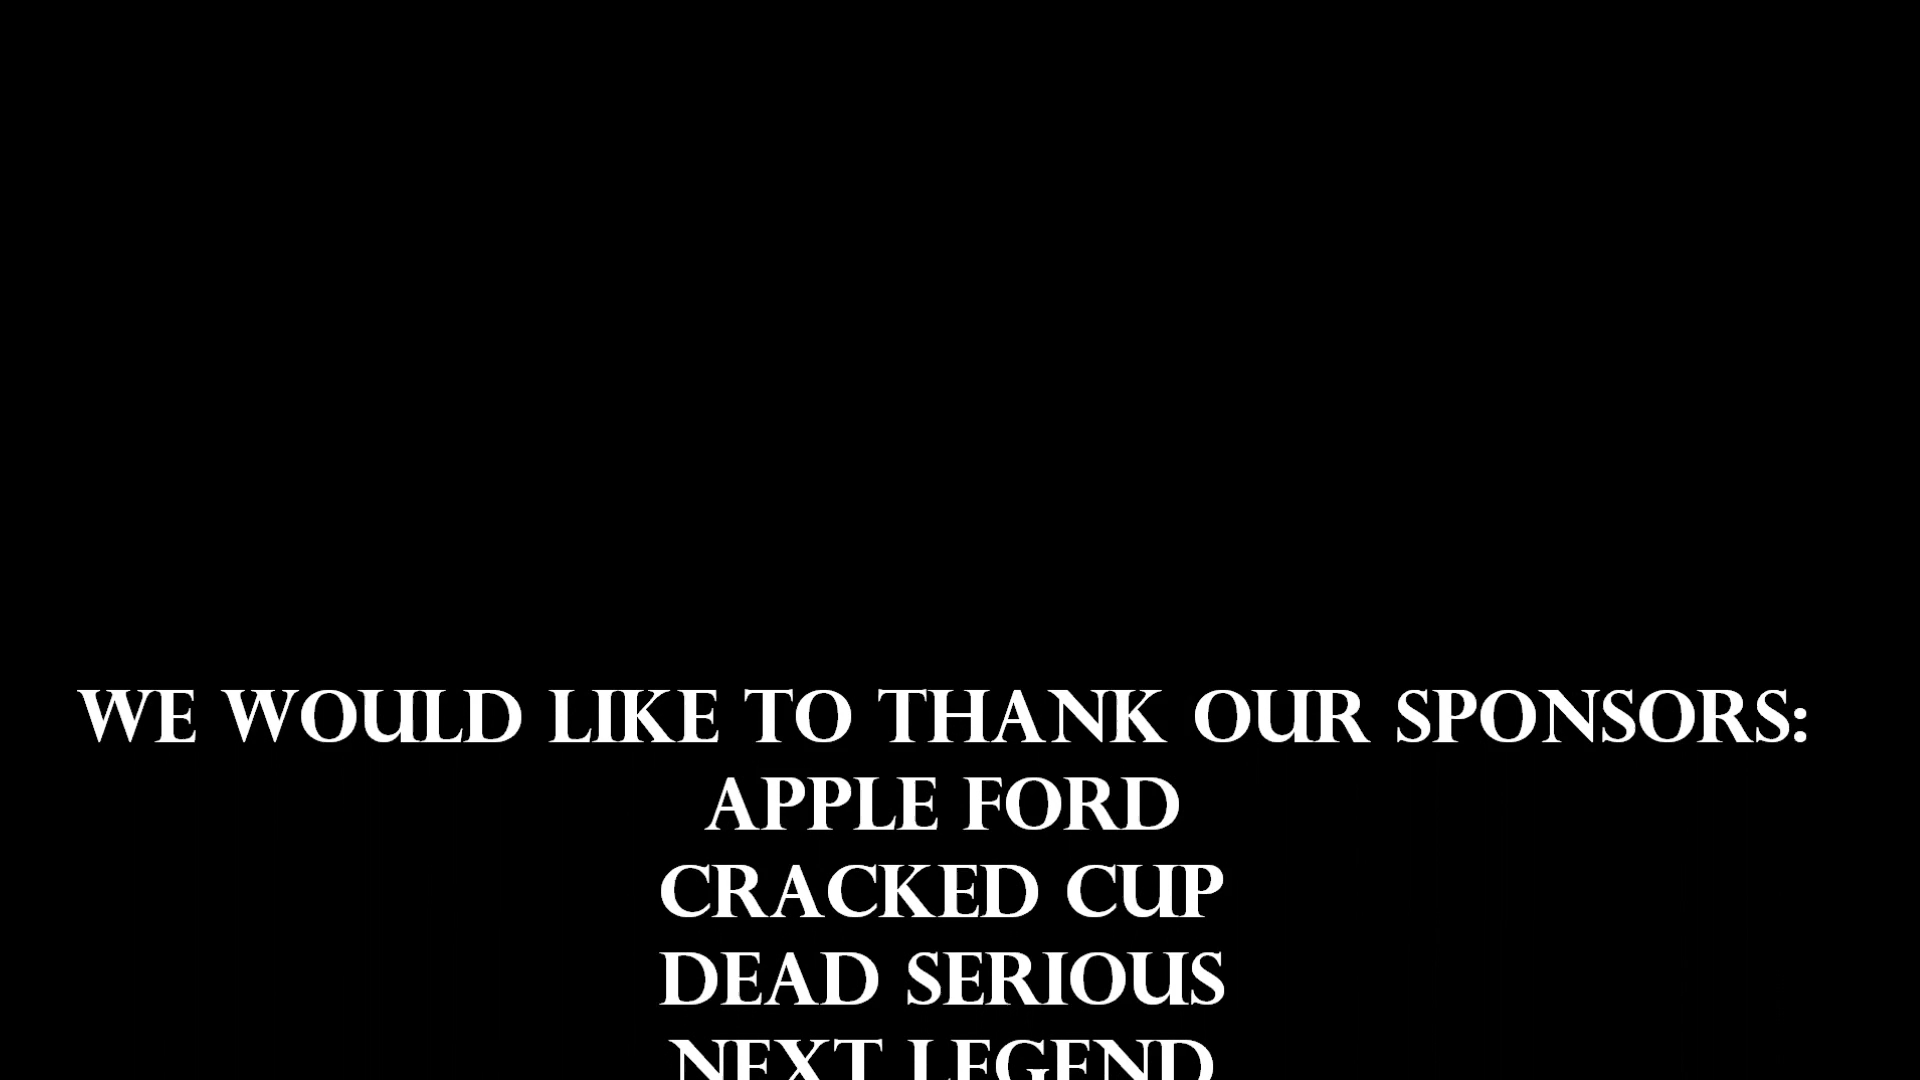 WE WOULD LIKE TO THANK OUR SPONSORS:
APPLE FORD
CRACKED CUP
DEAD SERIOUS
NEXT LEGEND